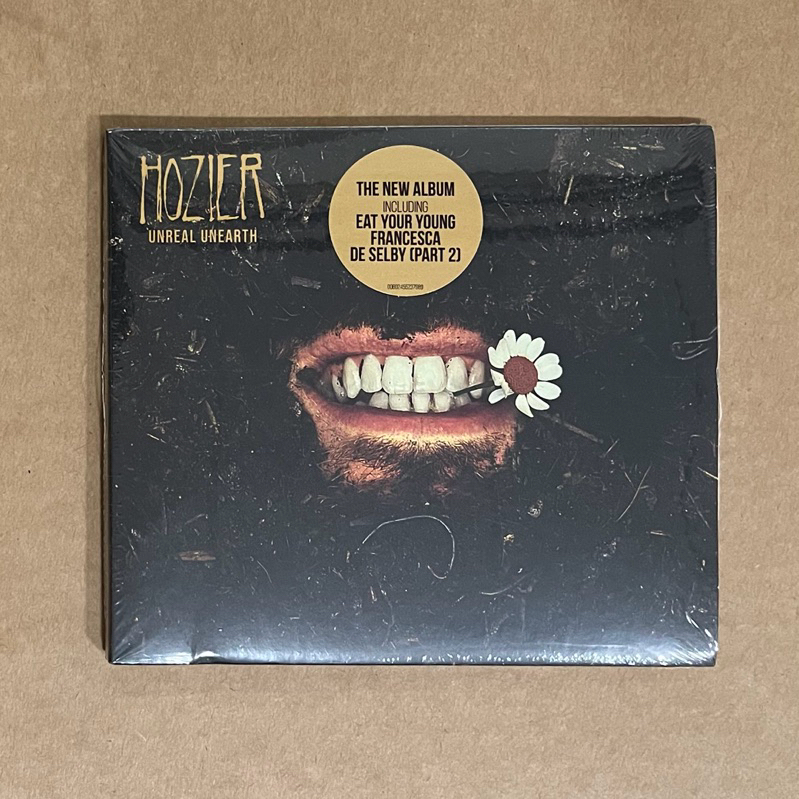 HOZIER
UNREAL UNEARTH
THE NEW ALBUM
INCLUDING
EAT YOUR YOUNG
FRANCESCA
DE SELBY (PART 2)